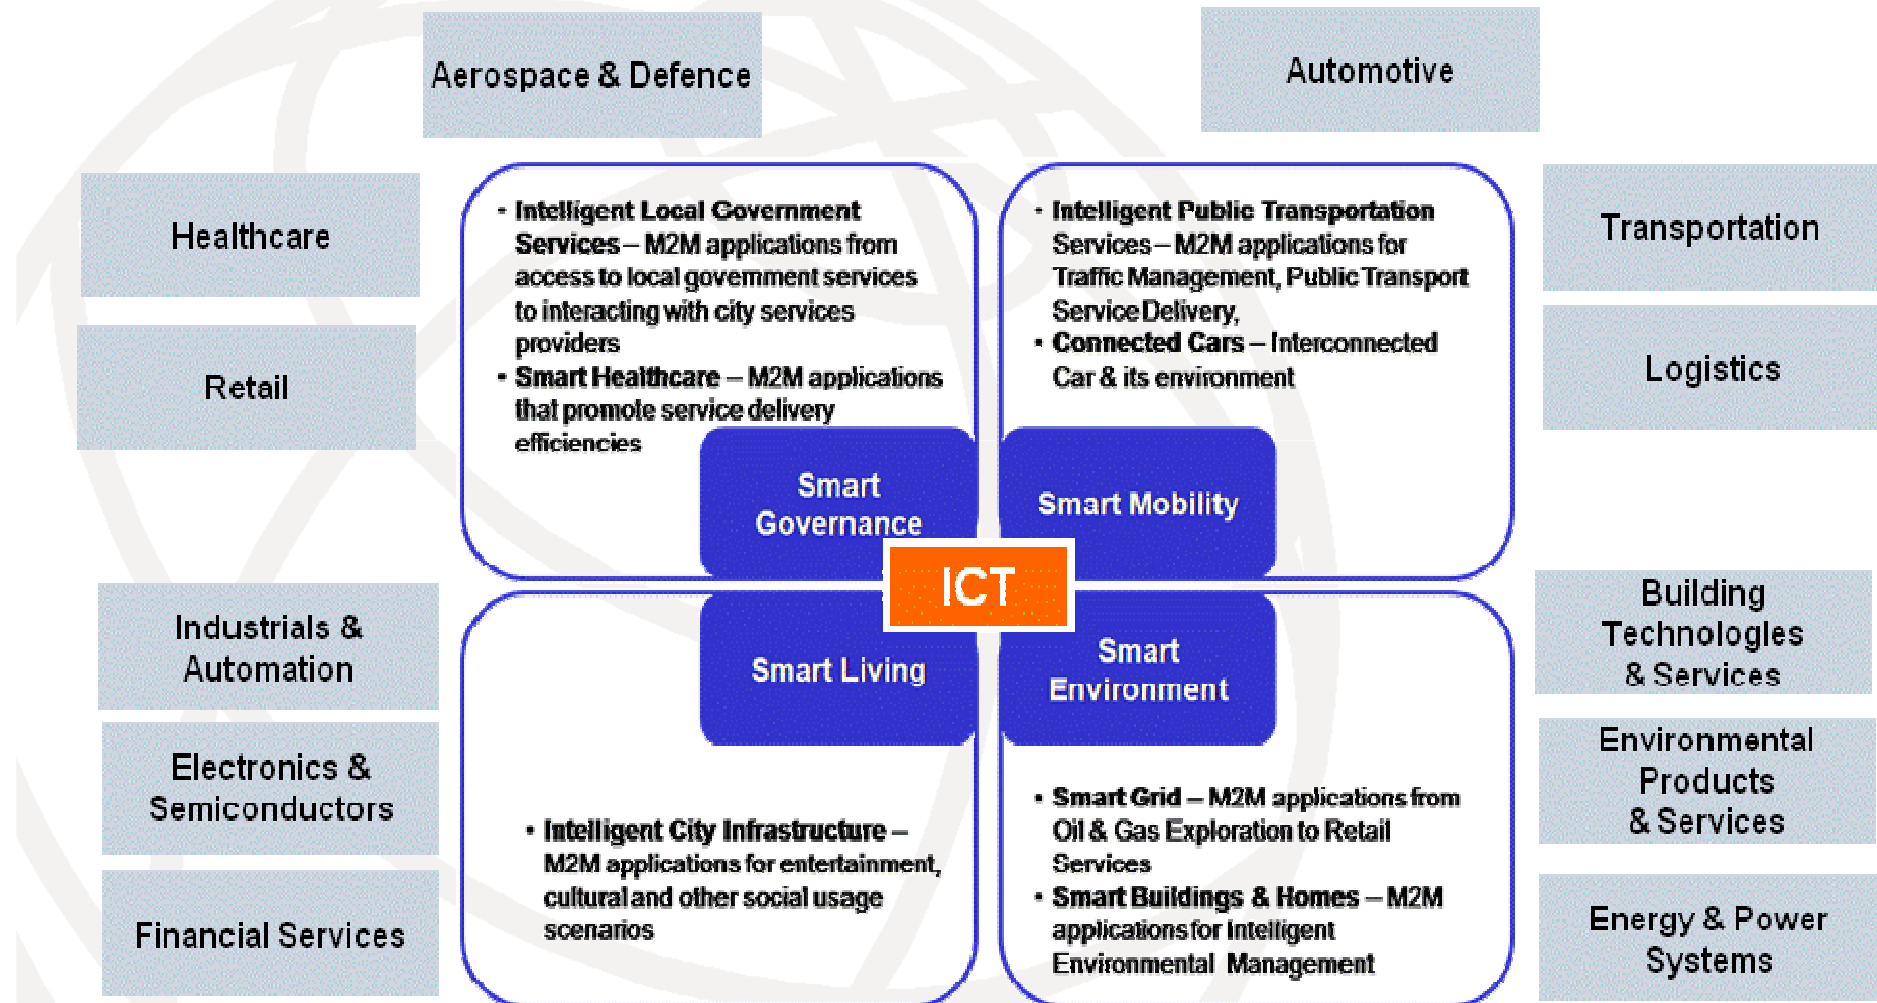 Aerospace & Defence
Automotive
Healthcare
Retail
• Intelligent Local Government
Services – M2M applications from
access to local government services
to interacting with city services
providers
• Smart Healthcare – M2M applications
that promote service delivery
efficiencies
Smart
Governance
• Intelligent Public Transportation
Services – M2M applications for
Traffic Management, Public Transport
Service Delivery,
• Connected Cars – Interconnected
Car & its environment
Smart Mobility
Transportation
Logistics
ICT
Industrials &
Automation
Electronics &
Semiconductors
Financial Services
Smart Living
• Intelligent City Infrastructure –
M2M applications for entertainment,
cultural and other social usage
scenarios
Smart
Environment
• Smart Grid – M2M applications from
Oil & Gas Exploration to Retail
Services
• Smart Buildings & Homes – M2M
applications for Intelligent
Environmental Management
Building
Technologies
& Services
Environmental
Products
& Services
Energy & Power
Systems